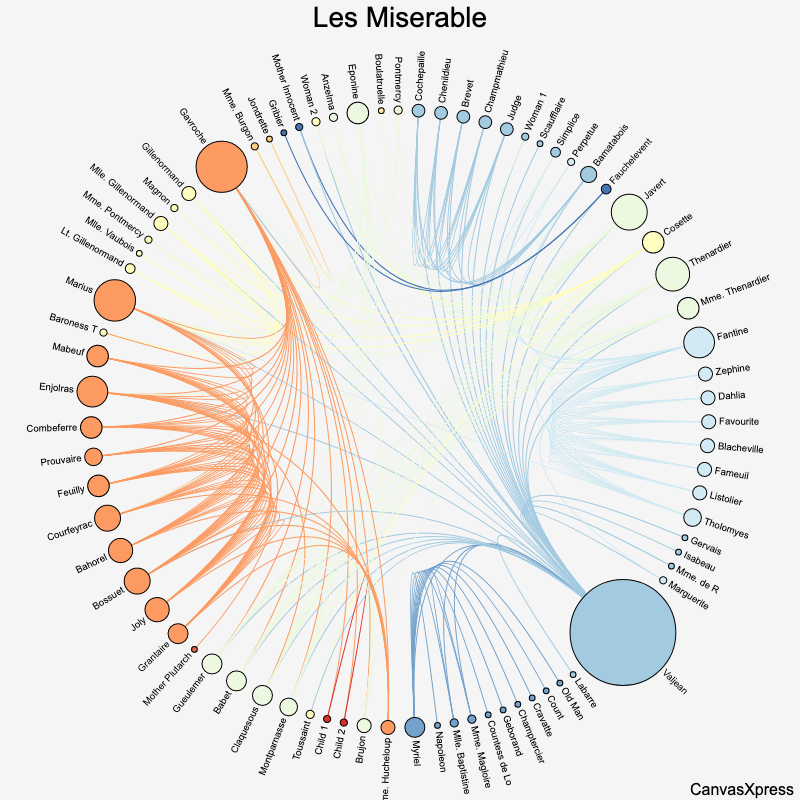 Les Miserable
Cochepaille
Chenildieu
Brevet
Champmathieu
Judge
Woman 1
Scaufflaire
Simplice
Perpetue
Bamatabois
Fauchelevent
Javert
Cosette
Thenardier
Mme. Thenardier
Fantine
Zephine
Dahlia
Favourite
Blacheville
Fameuil
Listolier
Tholomyes
Gervais
Isabeau
Mme. de R
Marguerite
Valjean
Labarre
Old Man
Count
Cravatte
Champtercier
Geborand
Countess de Lo
Mme. Magloire
Mlle. Baptistine
Napoleon
Myriel
me. Hucheloup
Brujon
Child 2
Child 1
Toussaint
Montparnasse
Claquesous
Babet
Gueulemer
Mother Plutarch
Grantaire
Joly
Bossuet
Bahorel
Courfeyrac
Feuilly
Prouvaire
Combeferre
Enjolras
Mabeuf
Baroness T
Marius
Lt. Gillenormand
Mlle. Vaubois
Mme. Pontmercy
Mlle. Gillenormand
Magnon
Gillenormand
Gavroche
Mme. Burgon
Jondrette
Gribier
Mother Innocent
Woman 2
Anzelma
Eponine
Boulatruelle
Pontmercy
CanvasXpress